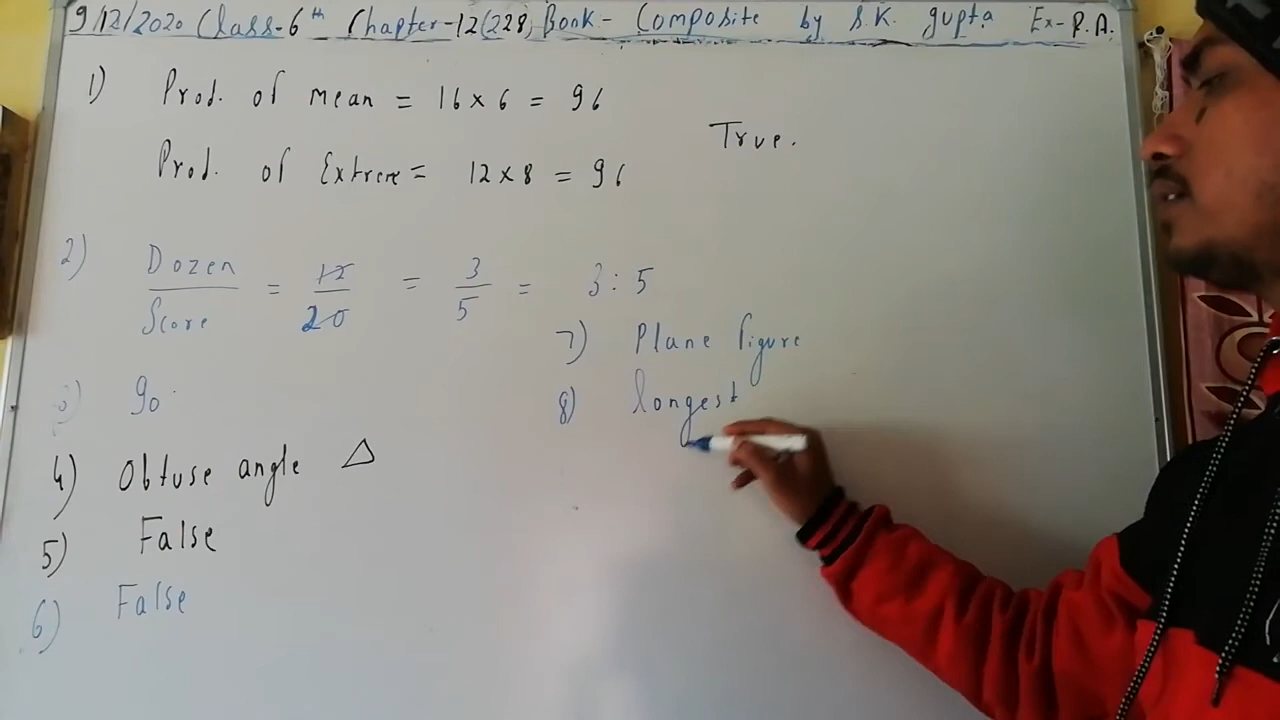 9/12/2020 Class-6th Chapter-12(228) Book- Composite by S.K. gupta Ex-R.A.
1) Prod. of mean = 16 × 6 = 96
True.
Prod. of Extreme = 12 × 8 = 96
2) Dozen/Score = 12/20 = 3/5 = 3:5
3) 90
4) Obtuse angle △
5) False
6) False
7) Plane figure
8) longest